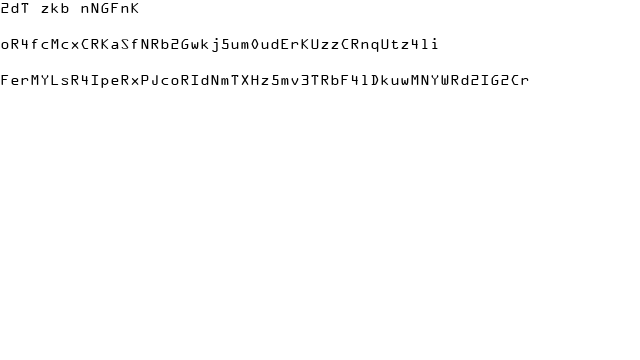 2dT zkb nNGFnK
oR4fcMcxCRKaSfNRb2Gwkj5um0udErKUzzCRnqUtz4li
FerMYLsR4IpeRxPJcoRIdNmTXHz5mv3TRbF4lDkuwMNYWRd2IG2Cr